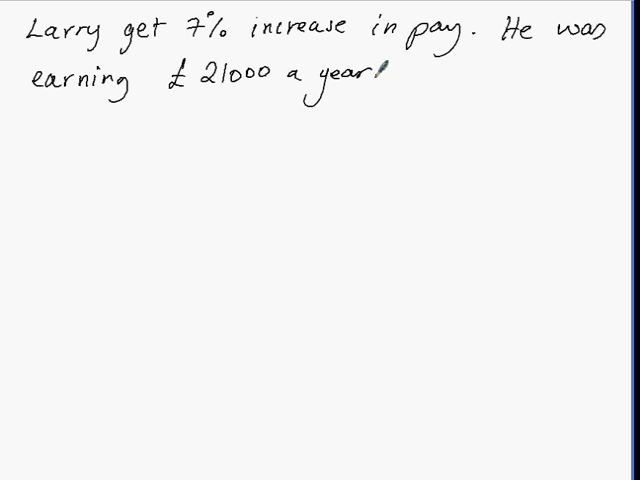 Larry get 7% increase in pay. He was
earning £21000 a year